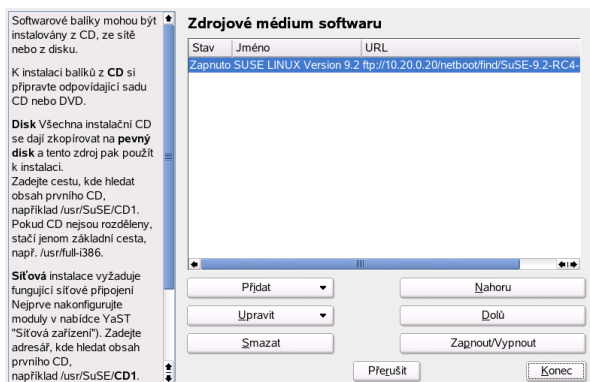 Softwarové balíky mohou být
instalovány z CD, ze sítě
nebo z disku.
K instalaci balíků z CD si
připravte odpovídající sadu
CD nebo DVD.
Disk Všechna instalační CD
se dají zkopírovat na pevný
disk a tento zdroj pak použít
k instalaci.
Zadejte cestu, kde hledat
obsah prvního CD,
například /usr/SuSE/CD1.
Pokud CD nejsou rozděleny,
stačí jenom základní cesta,
např. /usr/full-i386.
Síťová instalace vyžaduje
fungující síťové připojení
Nejprve nakonfigurujte
moduly v nabídce YaST
"Síťová zařízení"). Zadejte
adresář, kde hledat obsah
prvního CD,
například /usr/SuSE/CD1.
Zdrojové médium softwaru
Stav Jméno URL
Zapnuto SUSE LINUX Version 9.2 ftp://10.20.0.20/netboot/find/SuSE-9.2-RC4-
Přidat Nahoru
Upravit Dolů
Smazat Zapnout/Vypnout
Přerušit Konec